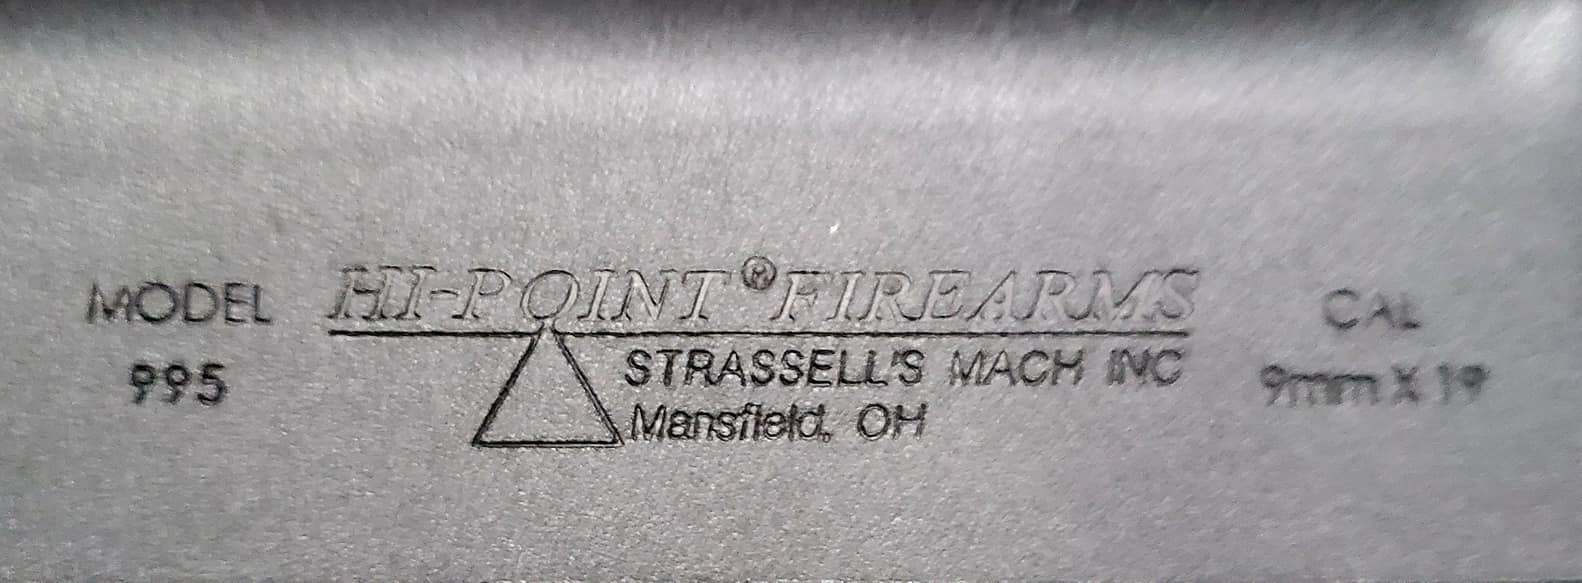 MODEL
995
HI-POINT® FIREARMS
STRASSELL'S MACH INC
Mansfield, OH
CAL
9mm X 19